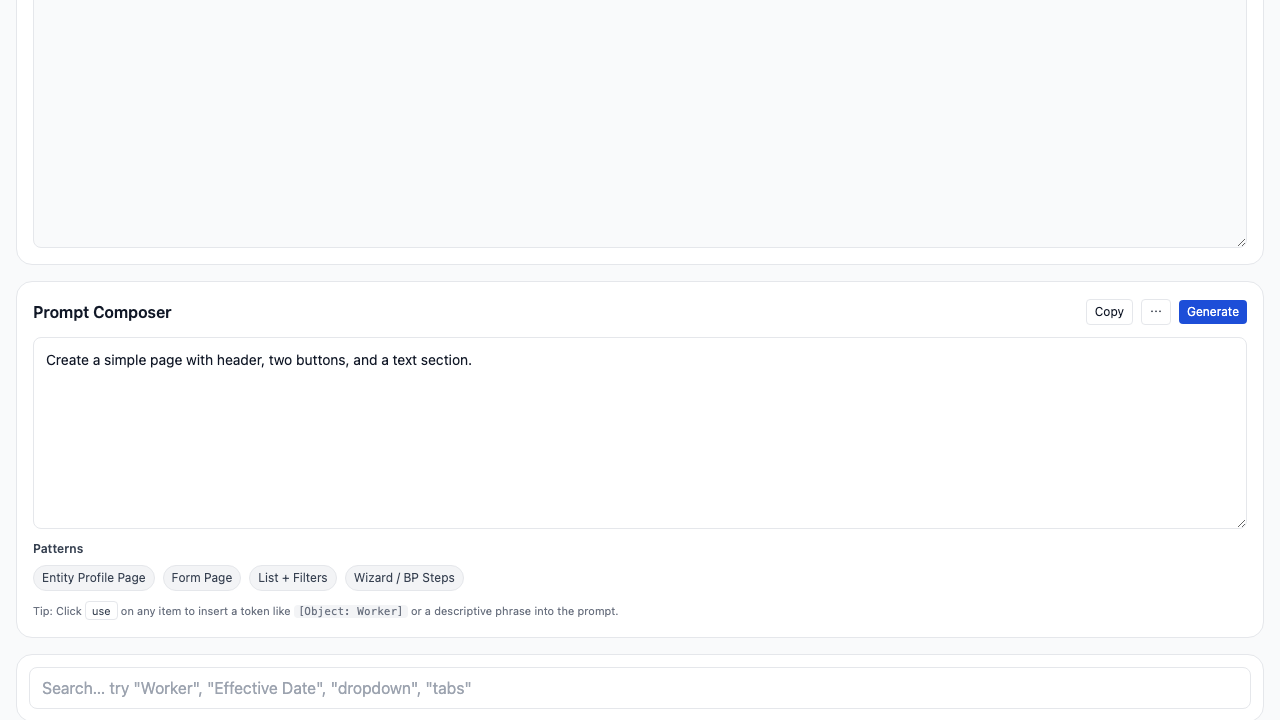 Prompt Composer
Copy
⋯
Generate
Create a simple page with header, two buttons, and a text section.
Patterns
Entity Profile Page
Form Page
List + Filters
Wizard / BP Steps
Tip: Click use on any item to insert a token like [Object: Worker] or a descriptive phrase into the prompt.
Search... try "Worker", "Effective Date", "dropdown", "tabs"